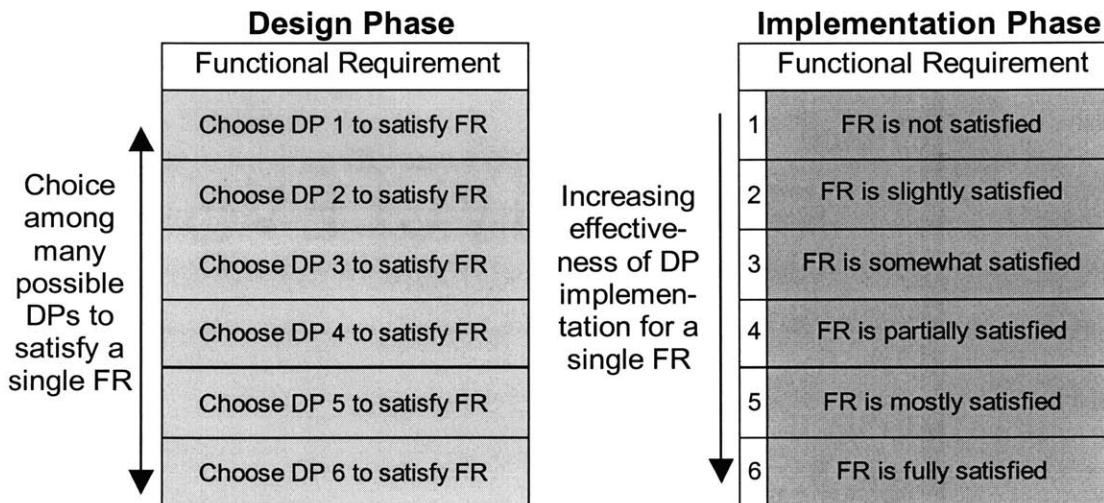 Design Phase
Functional Requirement
Choose DP 1 to satisfy FR
Choose DP 2 to satisfy FR
Choose DP 3 to satisfy FR
Choose DP 4 to satisfy FR
Choose DP 5 to satisfy FR
Choose DP 6 to satisfy FR
Choice
among
many
possible
DPs to
satisfy a
single FR
Implementation Phase
Functional Requirement
1 FR is not satisfied
2 FR is slightly satisfied
3 FR is somewhat satisfied
4 FR is partially satisfied
5 FR is mostly satisfied
6 FR is fully satisfied
Increasing
effective-
ness of DP
implemen-
tation for a
single FR